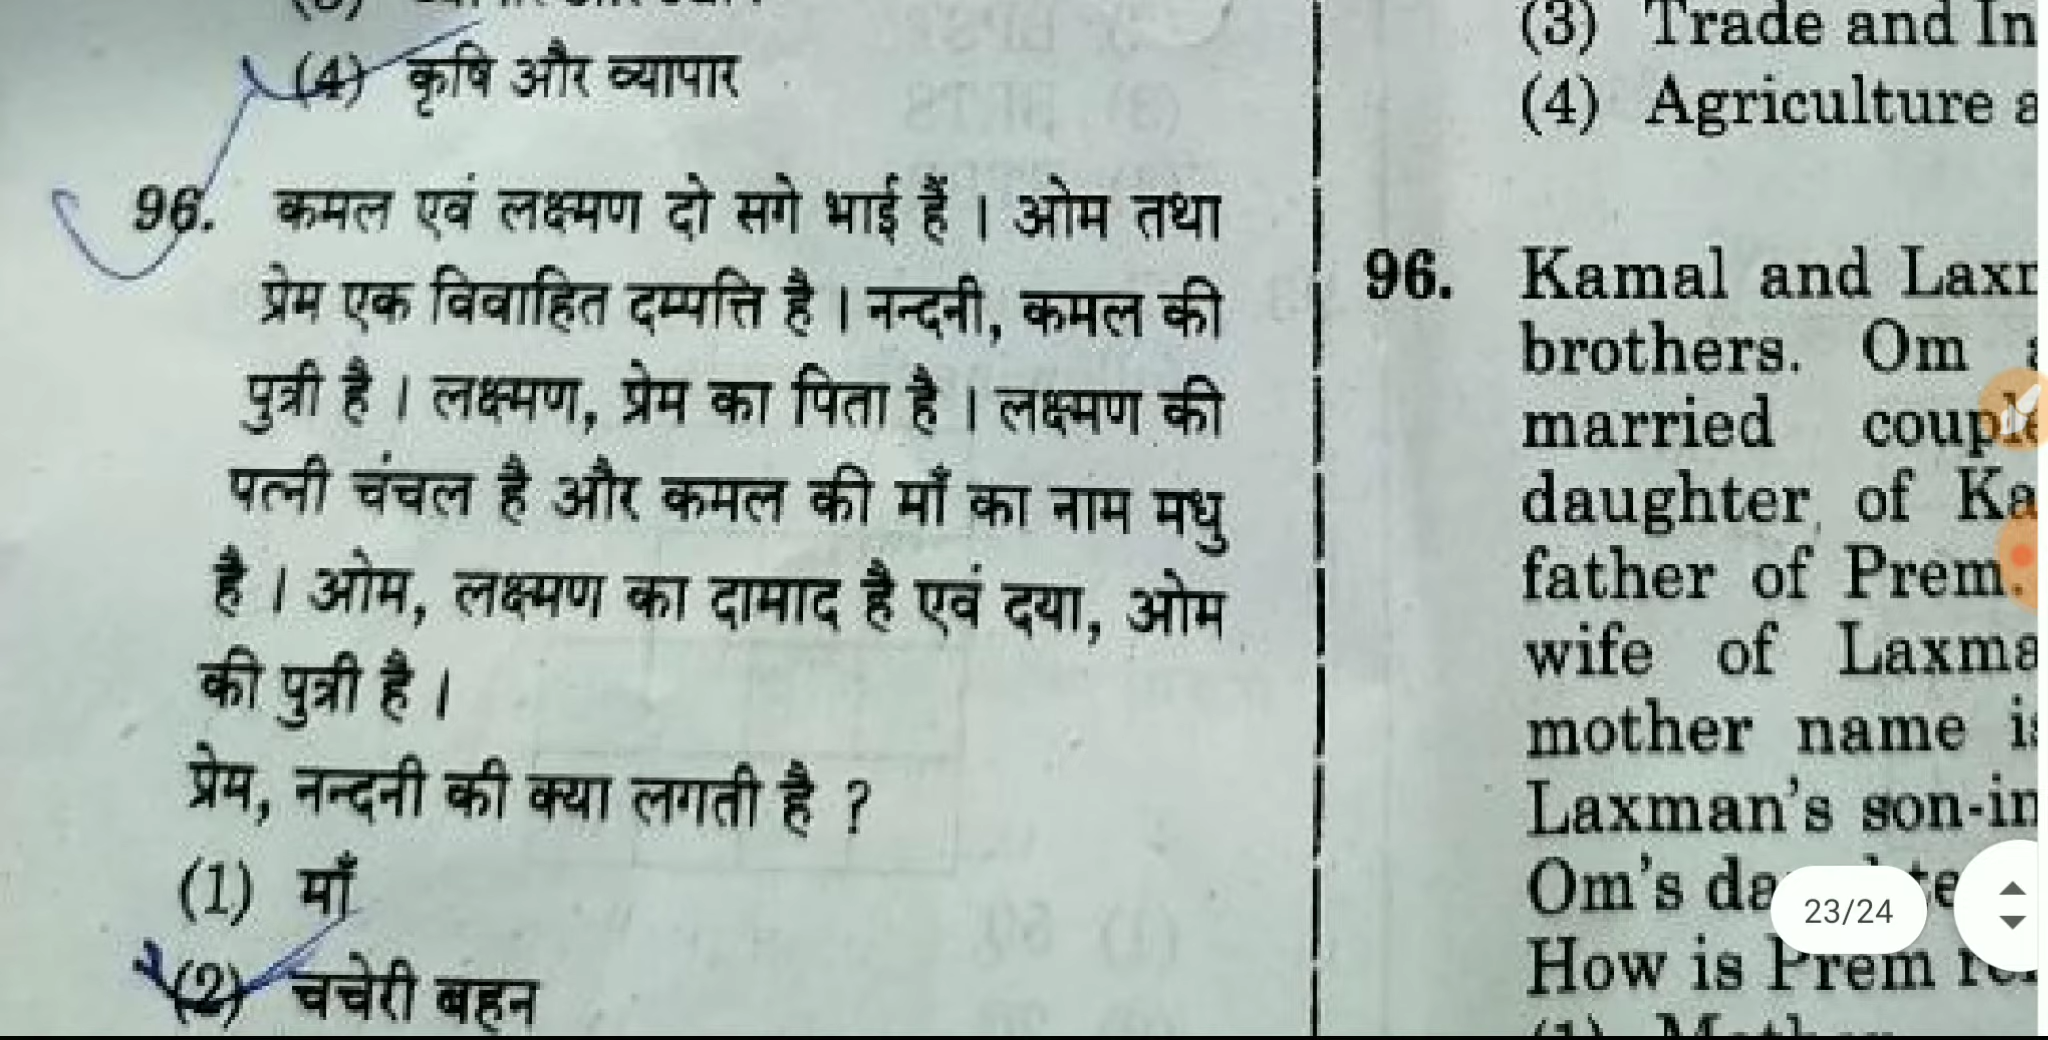 (4) कृषि और व्यापार
96. कमल एवं लक्ष्मण दो सगे भाई हैं । ओम तथा
प्रेम एक विवाहित दम्पत्ति है । नन्दनी, कमल की
पुत्री है । लक्ष्मण, प्रेम का पिता है । लक्ष्मण की
पत्नी चंचल है और कमल की माँ का नाम मधु
है । ओम, लक्ष्मण का दामाद है एवं दया, ओम
की पुत्री है ।
प्रेम, नन्दनी की क्या लगती है ?
(1) माँ
(2) चचेरी बहन
(3) Trade and In
(4) Agriculture a
96. Kamal and Lax
brothers. Om
married couple
daughter of Ka
father of Prem.
wife of Laxma
mother name is
Laxman's son-in
Om's da
How is Prem
23/24